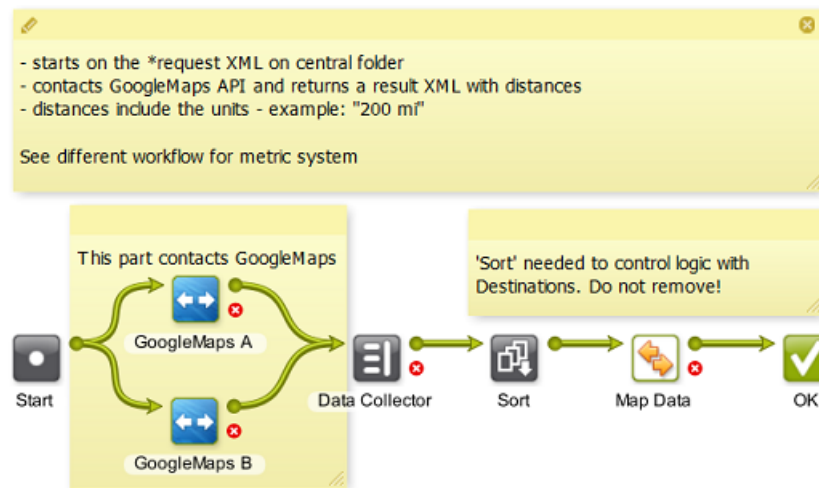 - starts on the *request XML on central folder
- contacts GoogleMaps API and returns a result XML with distances
- distances include the units - example: "200 mi"
See different workflow for metric system
This part contacts GoogleMaps
'Sort' needed to control logic with
Destinations. Do not remove!
GoogleMaps A
Start
Data Collector
Sort
Map Data
OK
GoogleMaps B